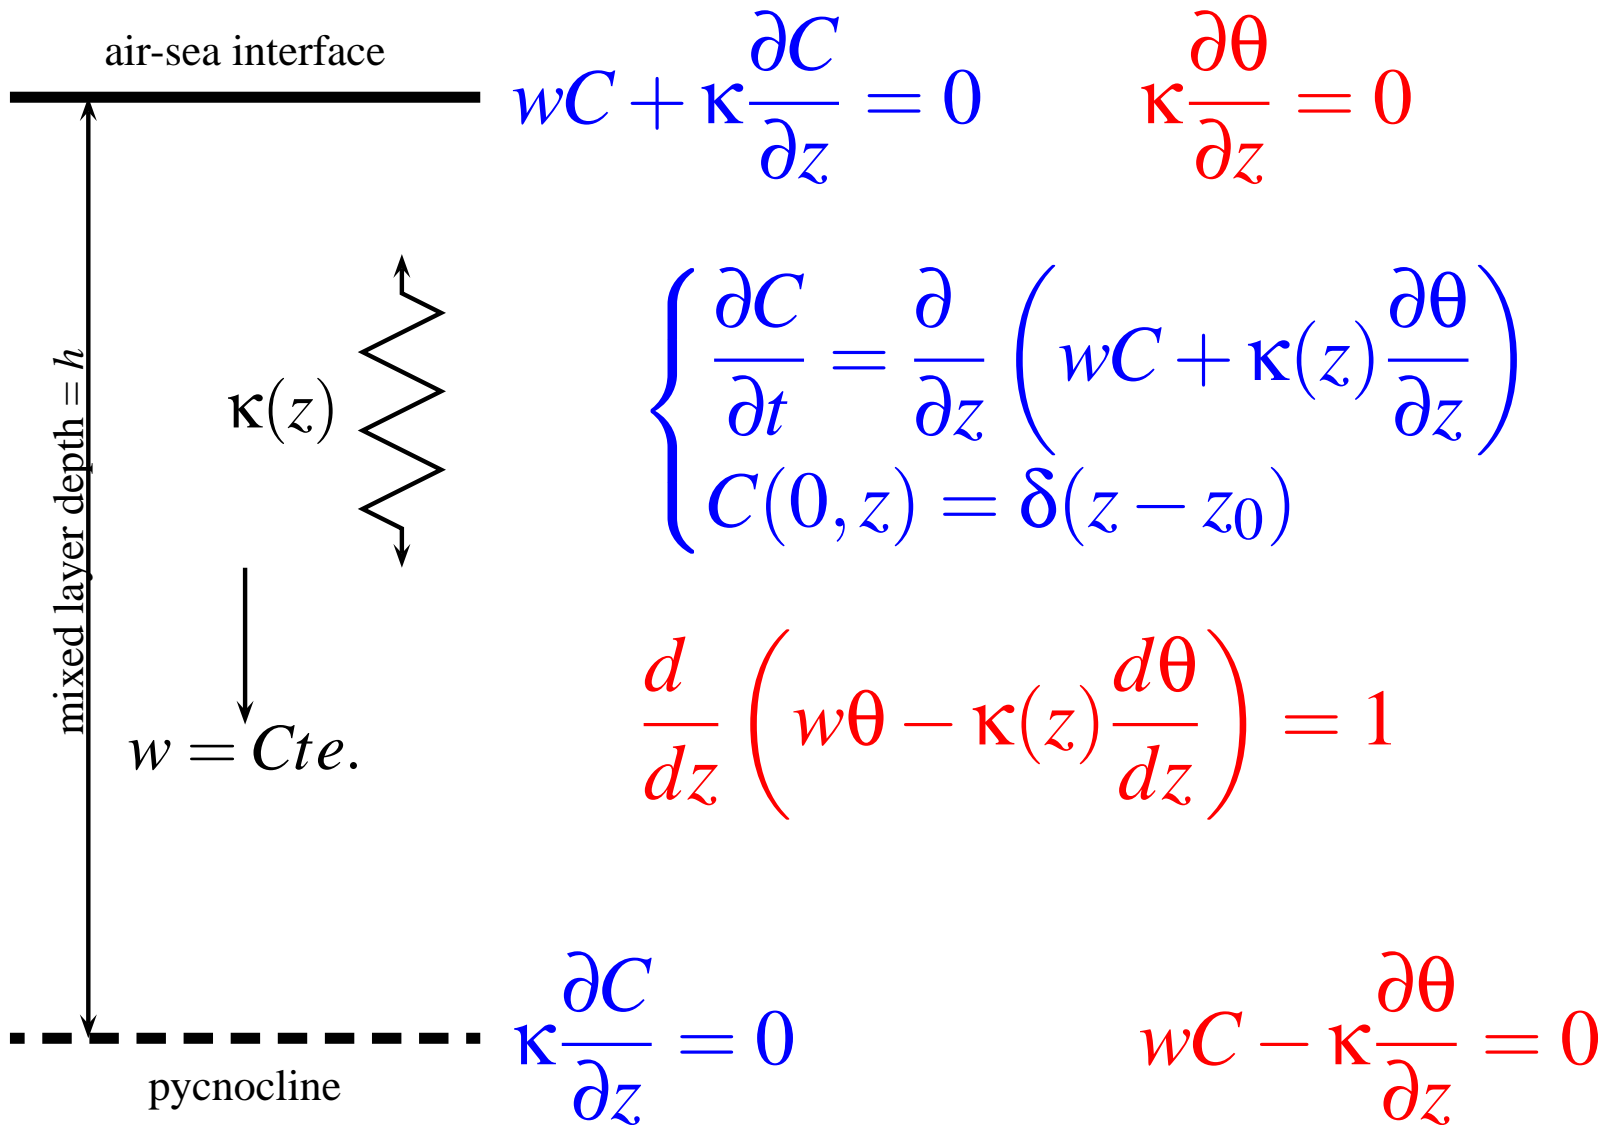 air-sea interface
wC + κ ∂C/∂z = 0
κ ∂θ/∂z = 0
mixed layer depth = h
κ(z)
{ ∂C/∂t = ∂/∂z ( wC + κ(z) ∂θ/∂z )
C(0, z) = δ(z − z₀)
d/dz ( wθ − κ(z) dθ/dz ) = 1
w = Cte.
κ ∂C/∂z = 0
wC − κ ∂θ/∂z = 0
pycnocline